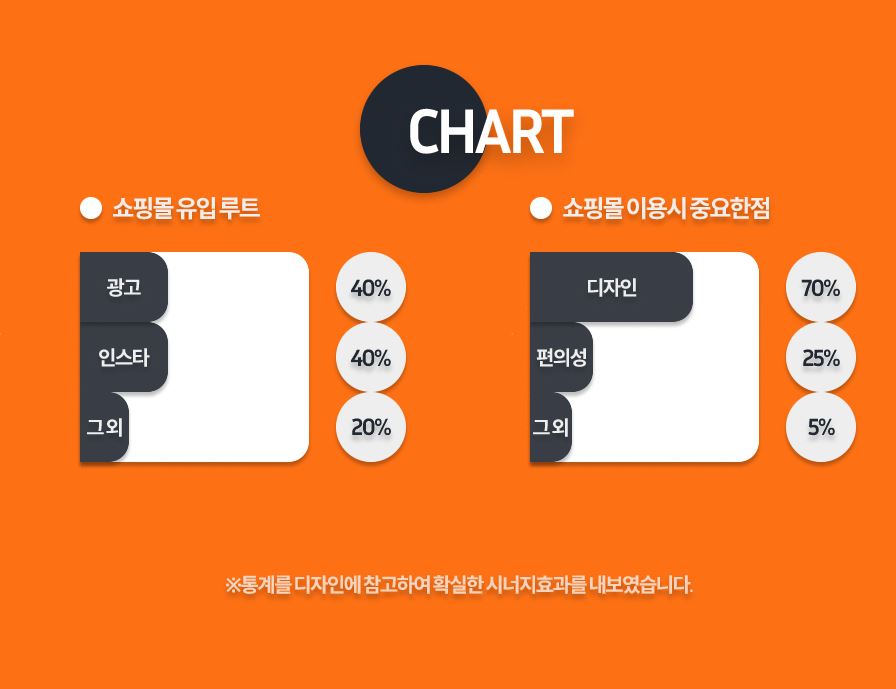 CHART
쇼핑몰 유입 루트
광고 40%
인스타 40%
그외 20%
쇼핑몰 이용시 중요한점
디자인 70%
편의성 25%
그외 5%
※통계를 디자인에 참고하여 확실한 시너지효과를 내보였습니다.